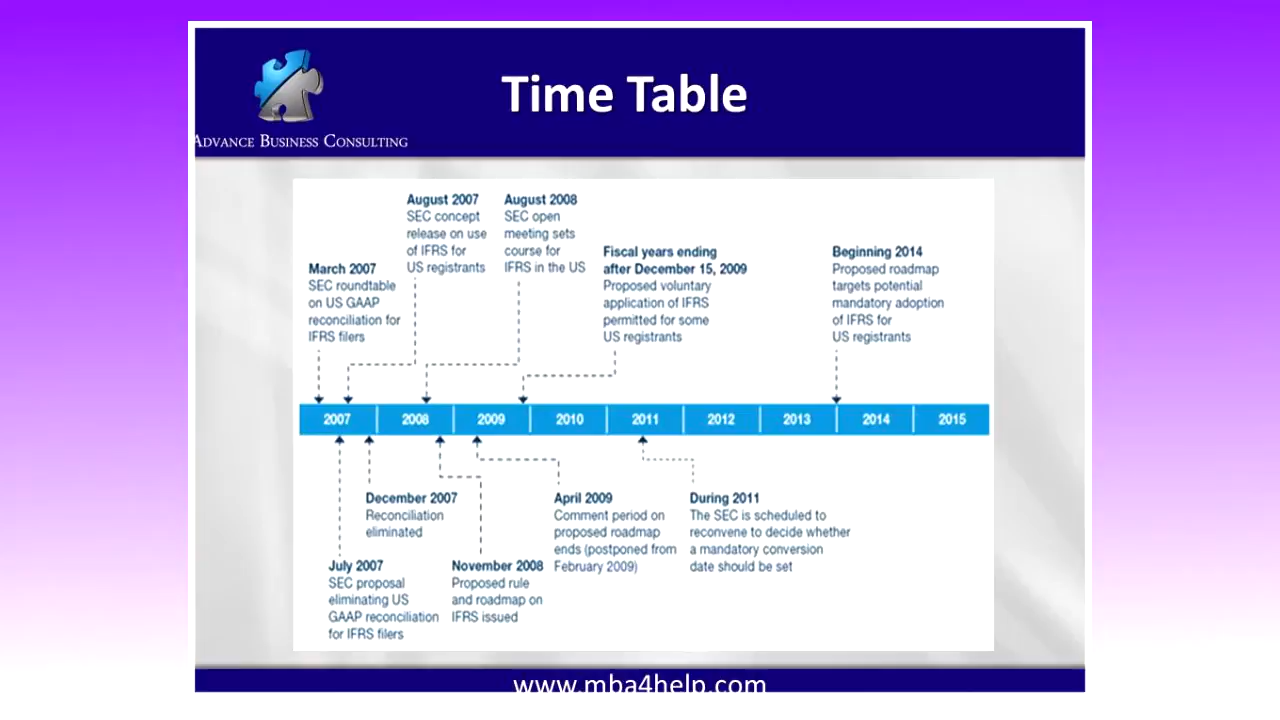 Time Table
ADVANCE BUSINESS CONSULTING
March 2007
SEC roundtable
on US GAAP
reconciliation for
IFRS filers
August 2007
SEC concept
release on use
of IFRS for
US registrants
August 2008
SEC open
meeting sets
course for
IFRS in the US
Fiscal years ending
after December 15, 2009
Proposed voluntary
application of IFRS
permitted for some
US registrants
Beginning 2014
Proposed roadmap
targets potential
mandatory adoption
of IFRS for
US registrants
2007 2008 2009 2010 2011 2012 2013 2014 2015
July 2007
SEC proposal
eliminating US
GAAP reconciliation
for IFRS filers
December 2007
Reconciliation
eliminated
November 2008
Proposed rule
and roadmap on
IFRS issued
April 2009
Comment period on
proposed roadmap
ends (postponed from
February 2009)
During 2011
The SEC is scheduled to
reconvene to decide whether
a mandatory conversion
date should be set
www.mba4help.com